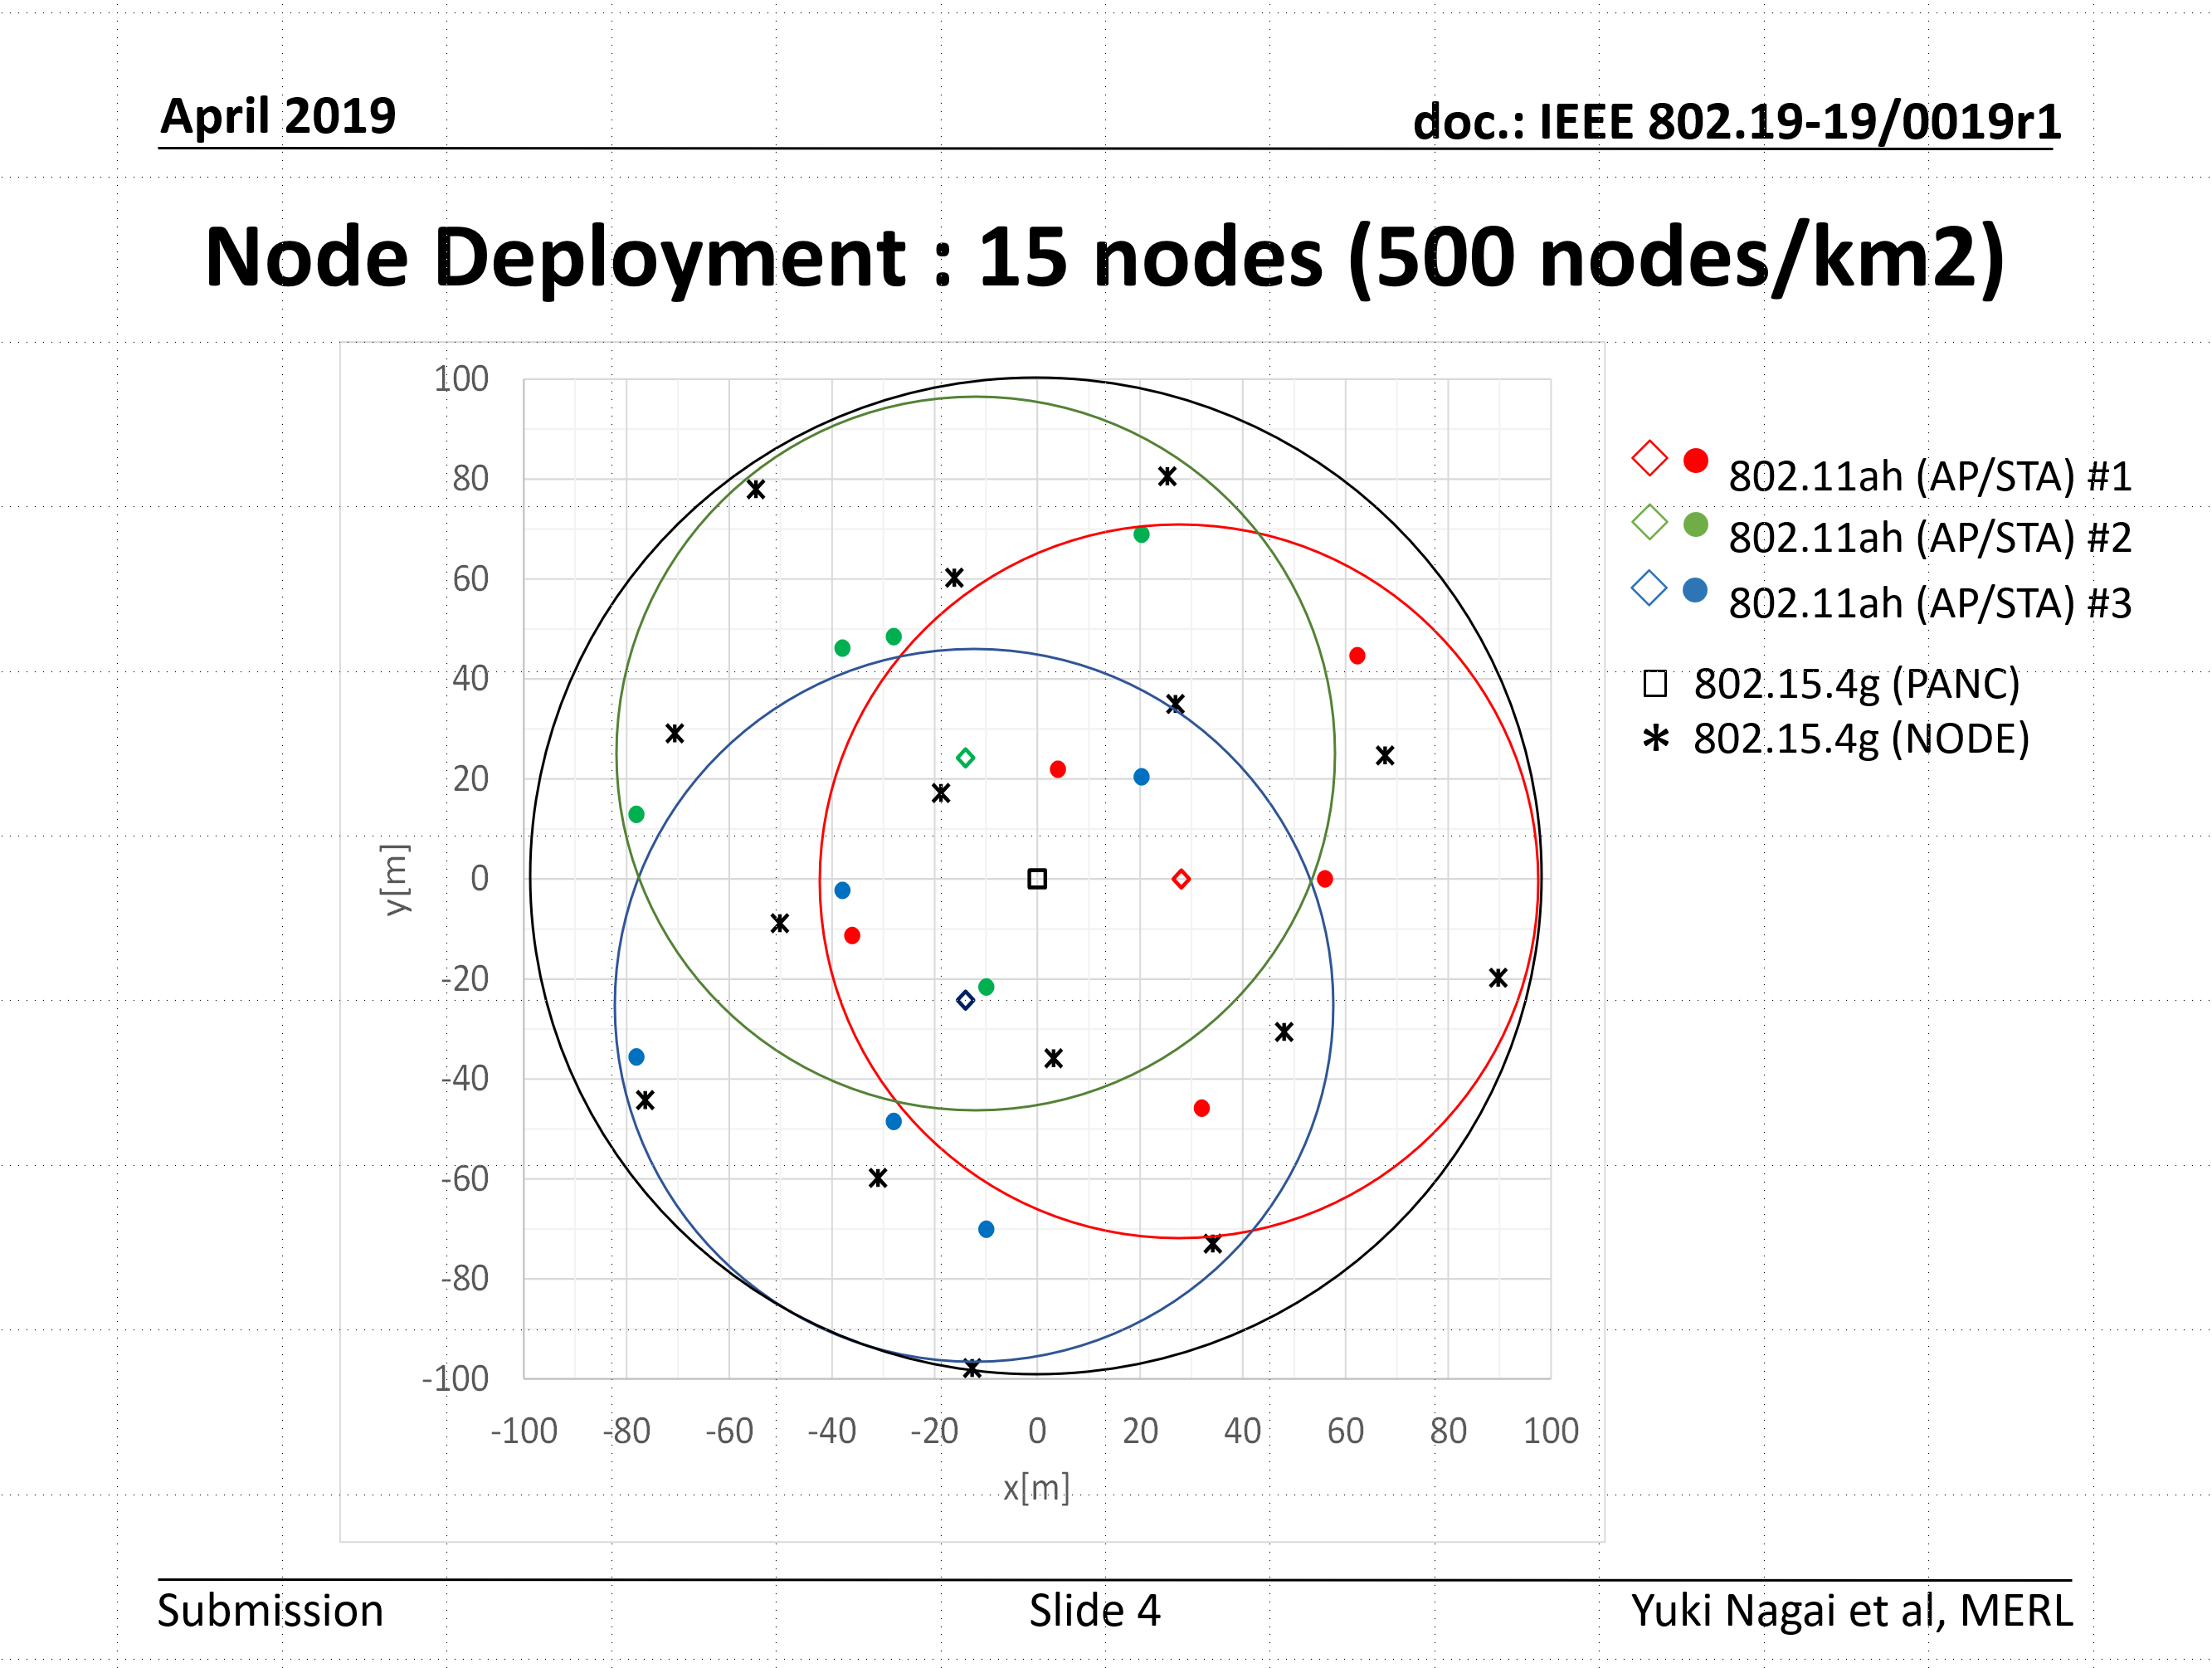 April 2019
doc.: IEEE 802.19-19/0019r1
Node Deployment : 15 nodes (500 nodes/km2)
100
80
60
40
20
0
-20
-40
-60
-80
-100
y[m]
-100 -80 -60 -40 -20 0 20 40 60 80 100
x[m]
802.11ah (AP/STA) #1
802.11ah (AP/STA) #2
802.11ah (AP/STA) #3
802.15.4g (PANC)
802.15.4g (NODE)
Submission
Slide 4
Yuki Nagai et al, MERL